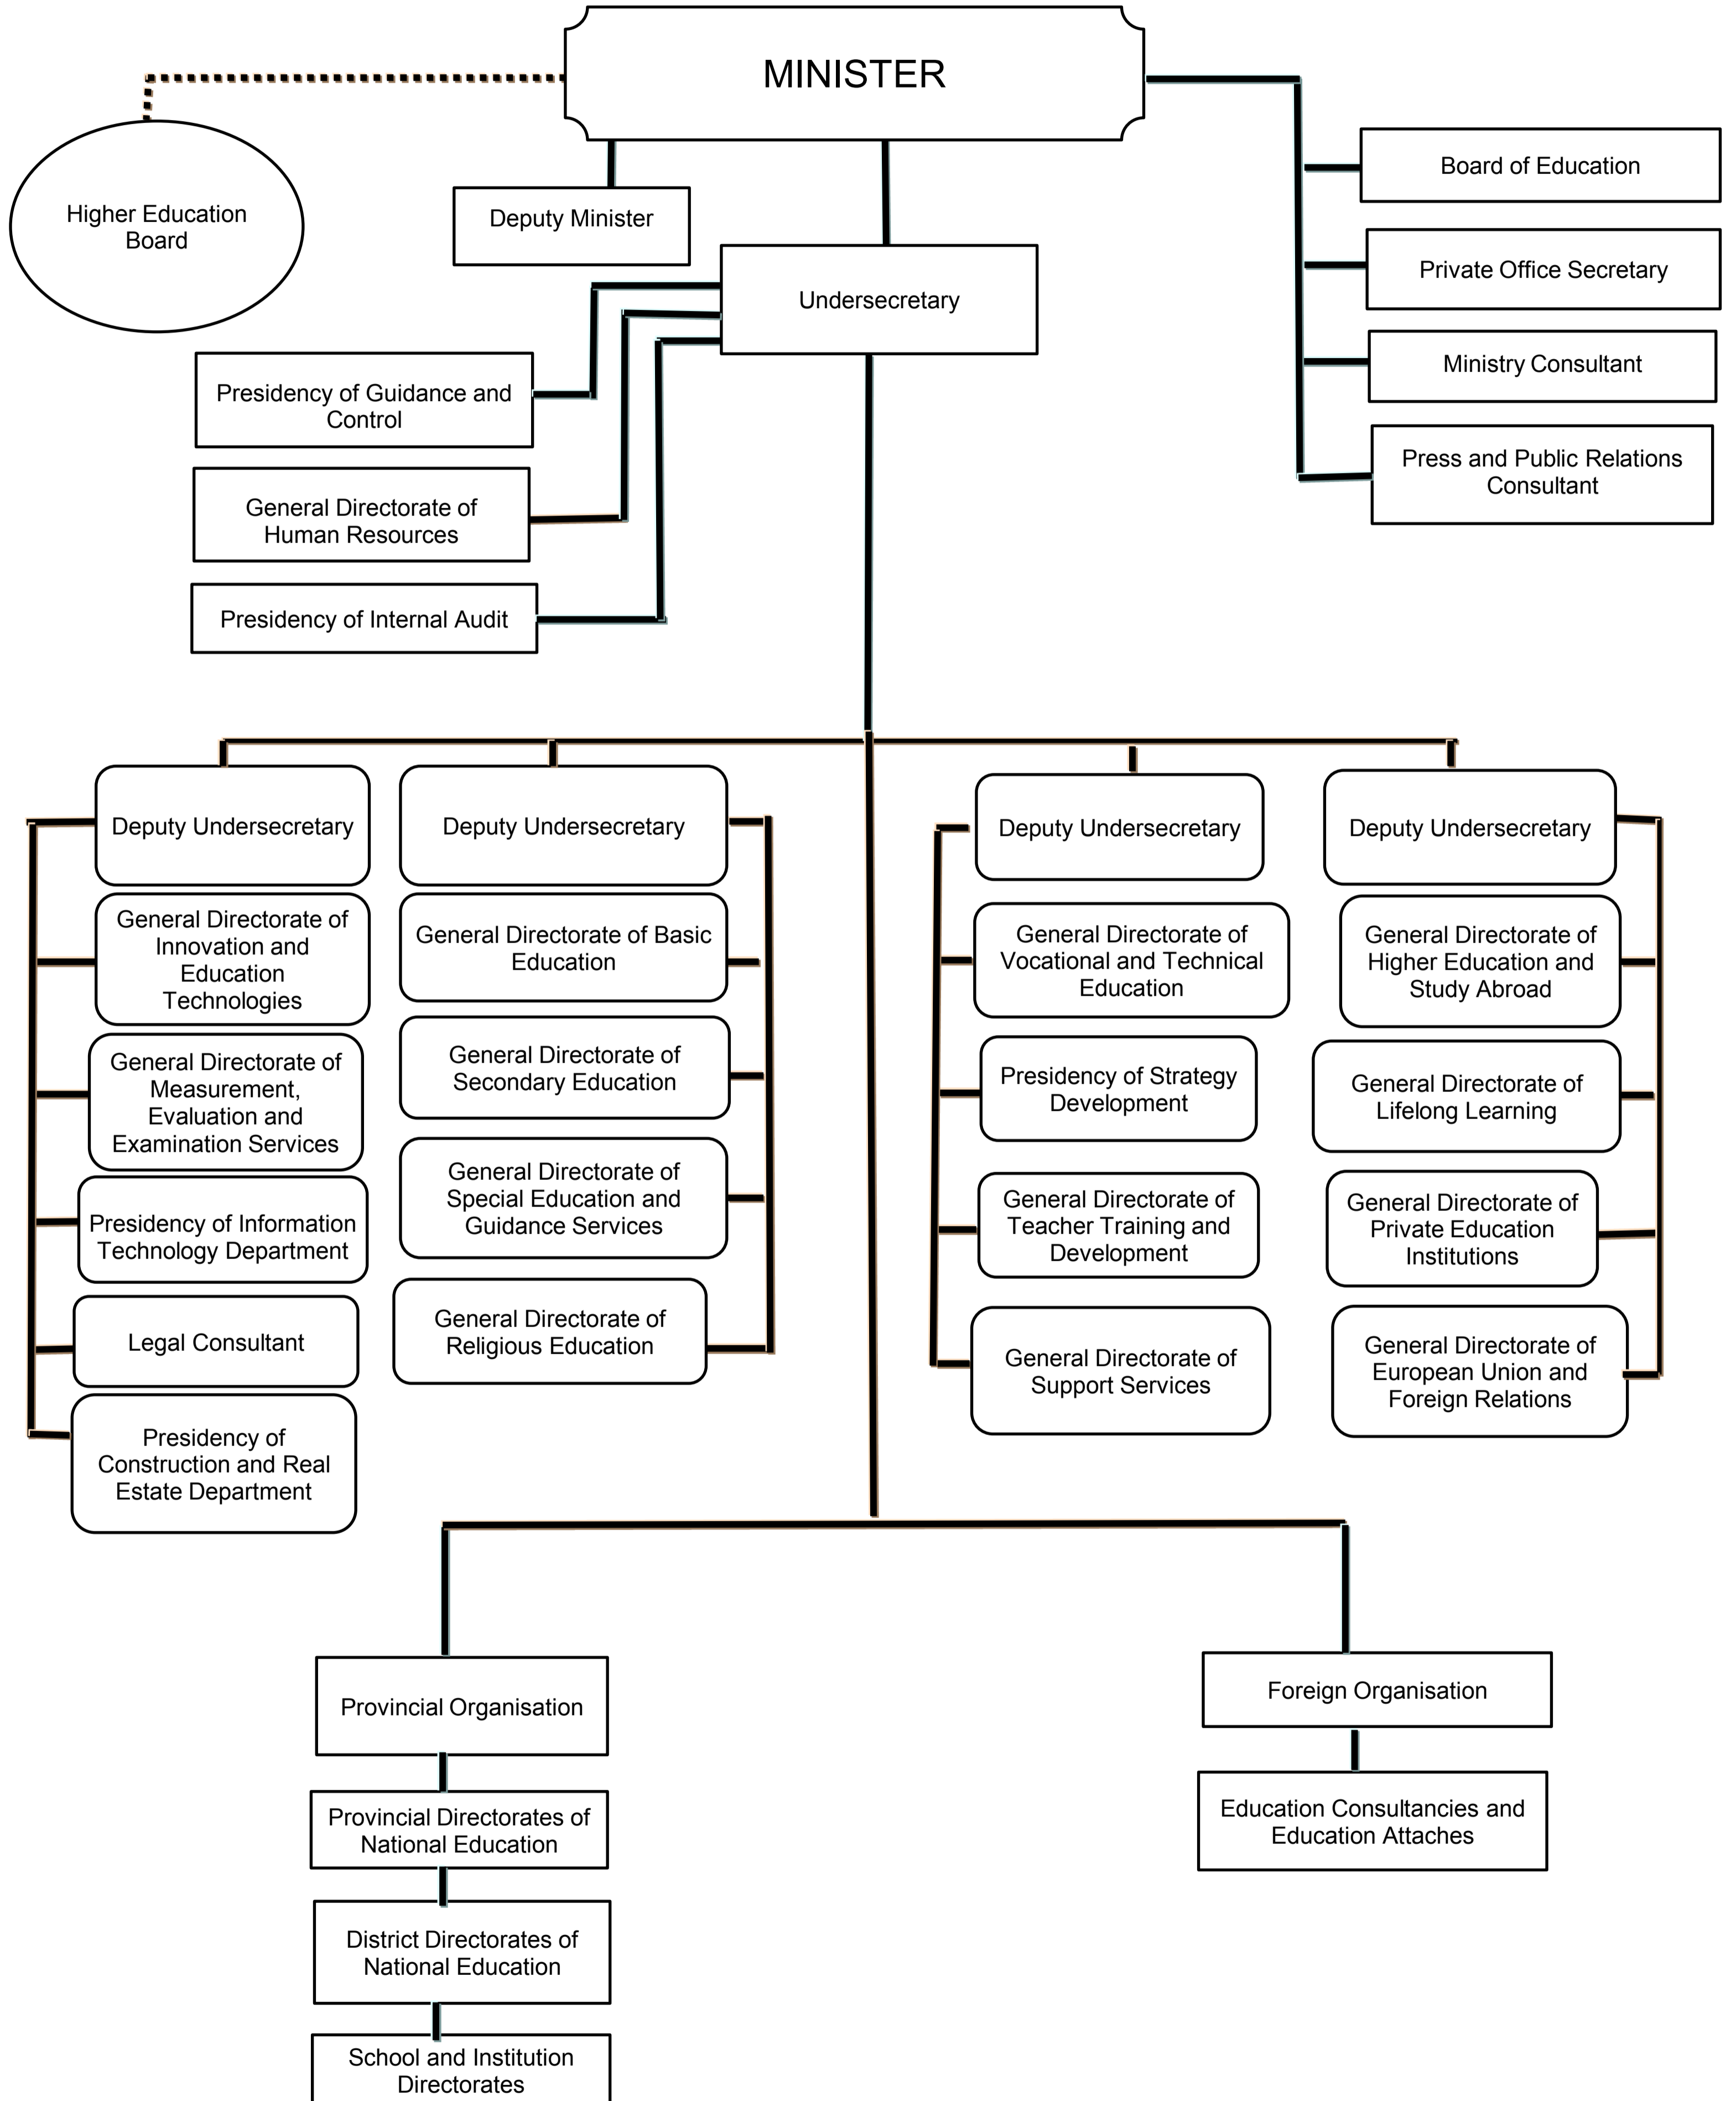 MINISTER
Higher Education
Board
Deputy Minister
Undersecretary
Board of Education
Private Office Secretary
Ministry Consultant
Press and Public Relations
Consultant
Presidency of Guidance and
Control
General Directorate of
Human Resources
Presidency of Internal Audit
Deputy Undersecretary
General Directorate of
Innovation and
Education
Technologies
General Directorate of
Measurement,
Evaluation and
Examination Services
Presidency of Information
Technology Department
Legal Consultant
Presidency of
Construction and Real
Estate Department
Deputy Undersecretary
General Directorate of Basic
Education
General Directorate of
Secondary Education
General Directorate of
Special Education and
Guidance Services
General Directorate of
Religious Education
Deputy Undersecretary
General Directorate of
Vocational and Technical
Education
Presidency of Strategy
Development
General Directorate of
Teacher Training and
Development
General Directorate of
Support Services
Deputy Undersecretary
General Directorate of
Higher Education and
Study Abroad
General Directorate of
Lifelong Learning
General Directorate of
Private Education
Institutions
General Directorate of
European Union and
Foreign Relations
Provincial Organisation
Provincial Directorates of
National Education
District Directorates of
National Education
School and Institution
Directorates
Foreign Organisation
Education Consultancies and
Education Attaches